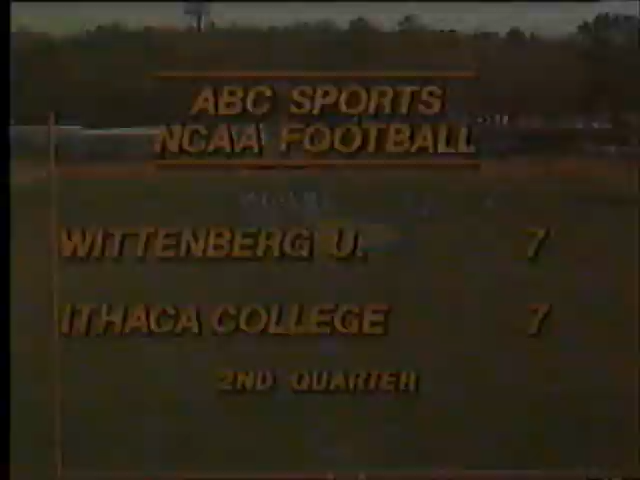 ABC SPORTS
NCAA FOOTBALL
WITTENBERG U. 7
ITHACA COLLEGE 7
2ND QUARTER